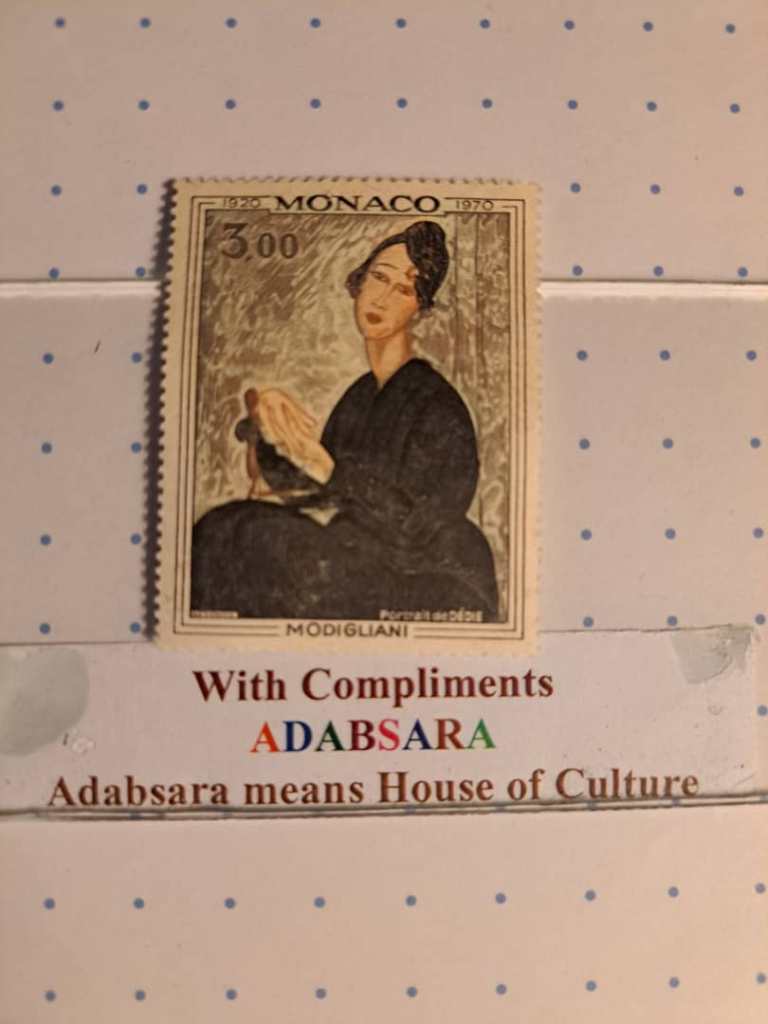 1920 MONACO 1970
3,00
Portrait de DÉDIE
MODIGLIANI
With Compliments
ADABSARA
Adabsara means House of Culture